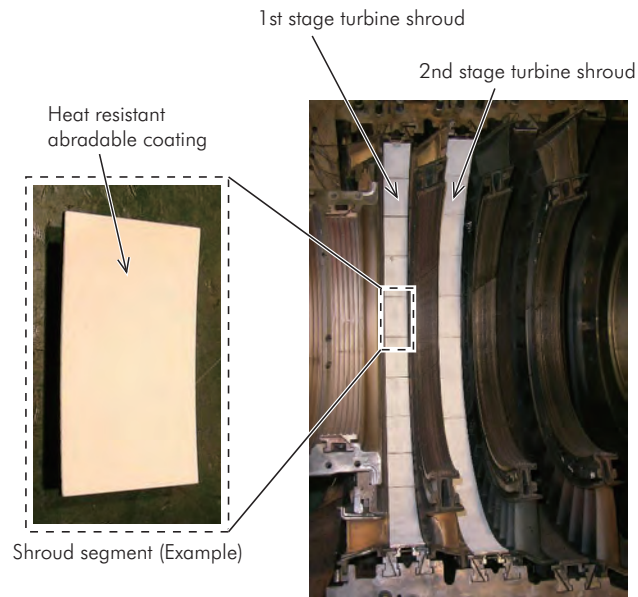 1st stage turbine shroud
2nd stage turbine shroud
Heat resistant
abradable coating
Shroud segment (Example)